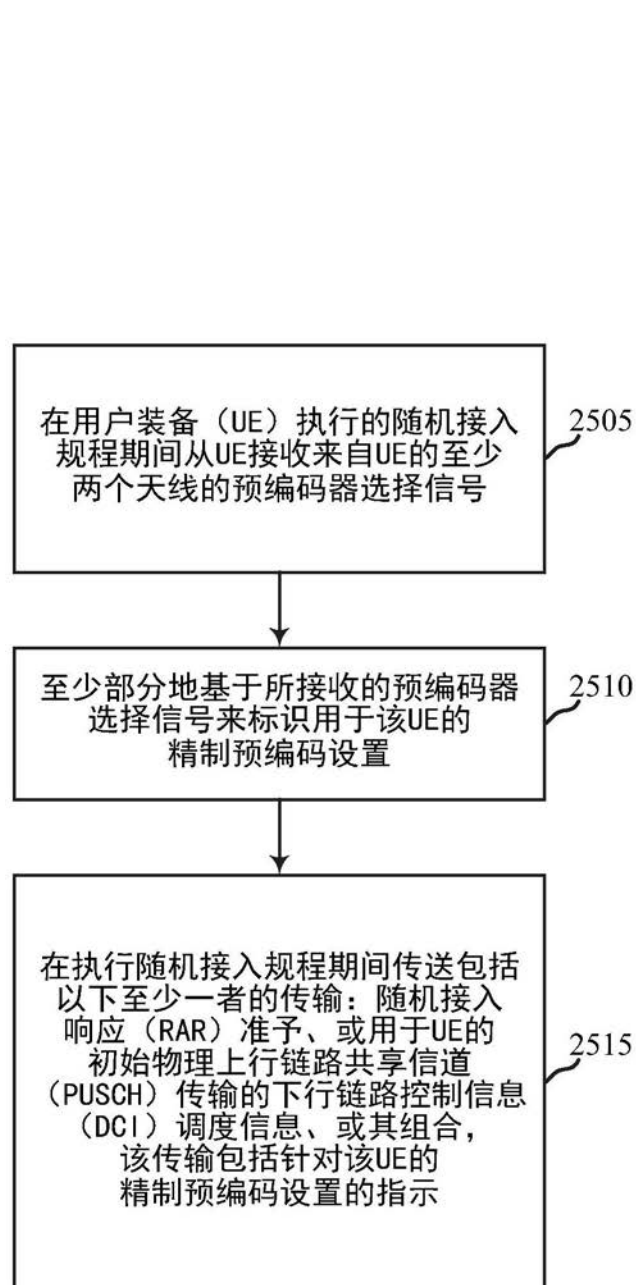 在用户装备（UE）执行的随机接入
规程期间从UE接收来自UE的至少
两个天线的预编码器选择信号
2505
至少部分地基于所接收的预编码器
选择信号来标识用于该UE的
精制预编码设置
2510
在执行随机接入规程期间传送包括
以下至少一者的传输：随机接入
响应（RAR）准予、或用于UE的
初始物理上行链路共享信道
（PUSCH）传输的下行链路控制信息
（DCI）调度信息、或其组合，
该传输包括针对该UE的
精制预编码设置的指示
2515